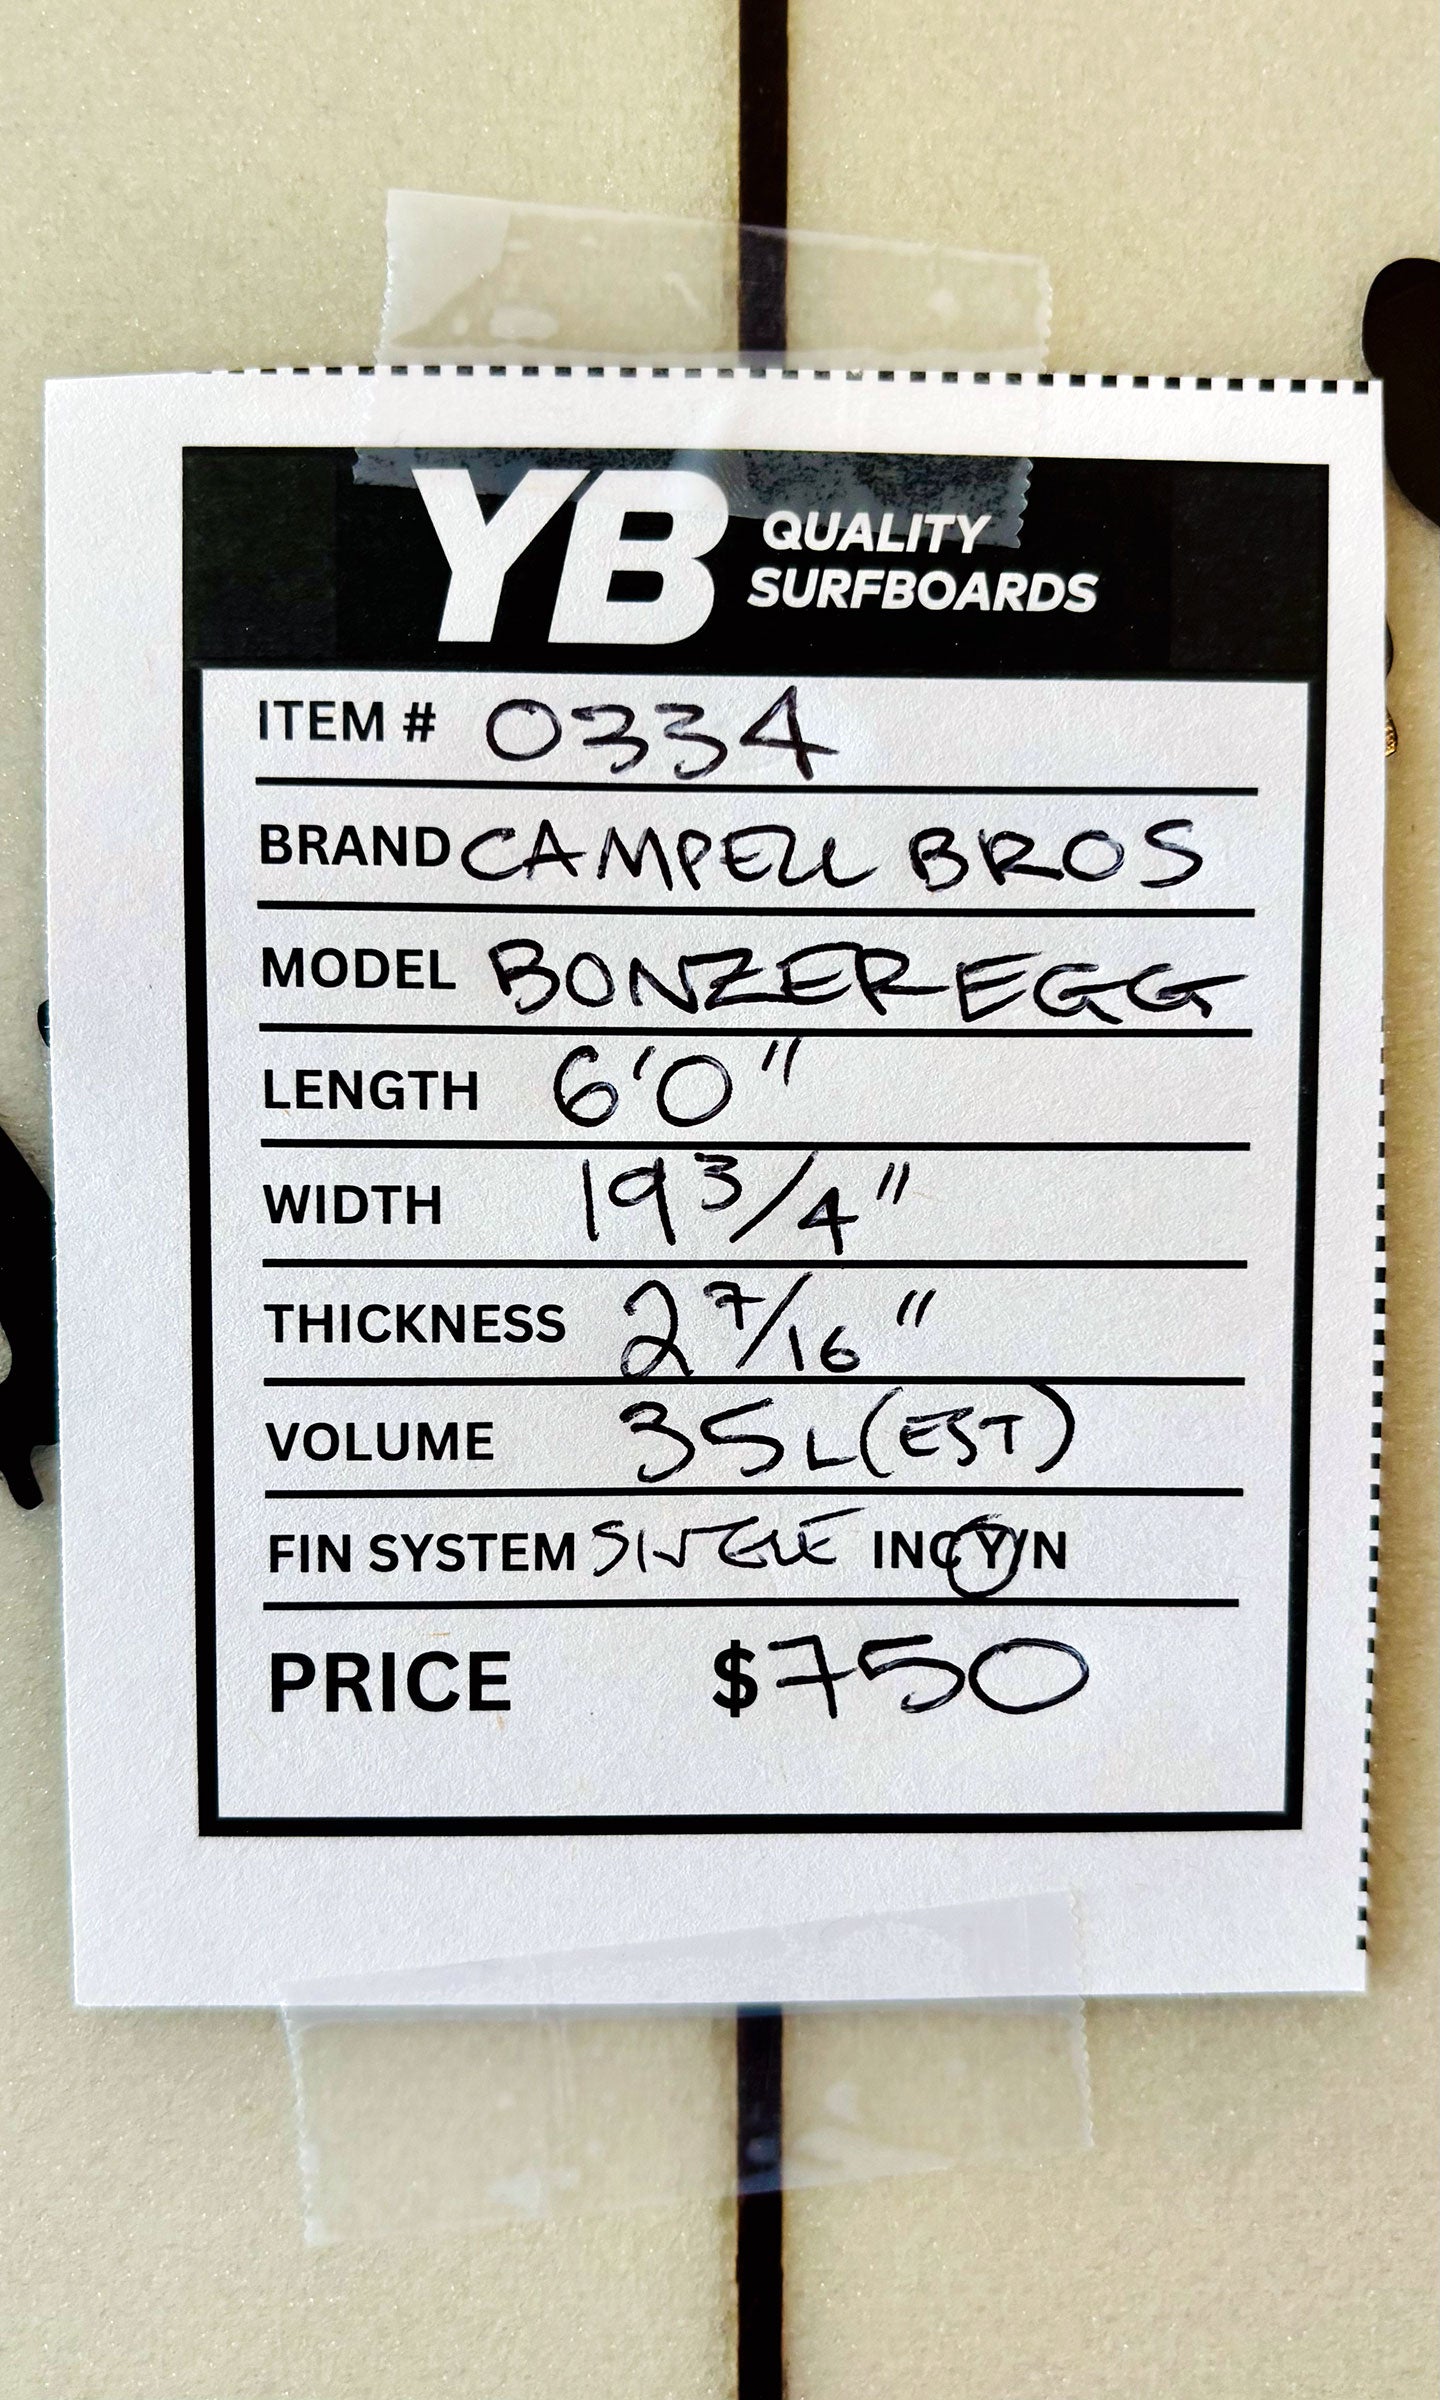 YB QUALITY
SURFBOARDS
ITEM # 0334
BRAND CAMPELL BROS
MODEL BONZER EGG
LENGTH 6'0"
WIDTH 19 3/4"
THICKNESS 2 7/16"
VOLUME 35L (EST)
FIN SYSTEM SINGLE INC Y/N
PRICE $750